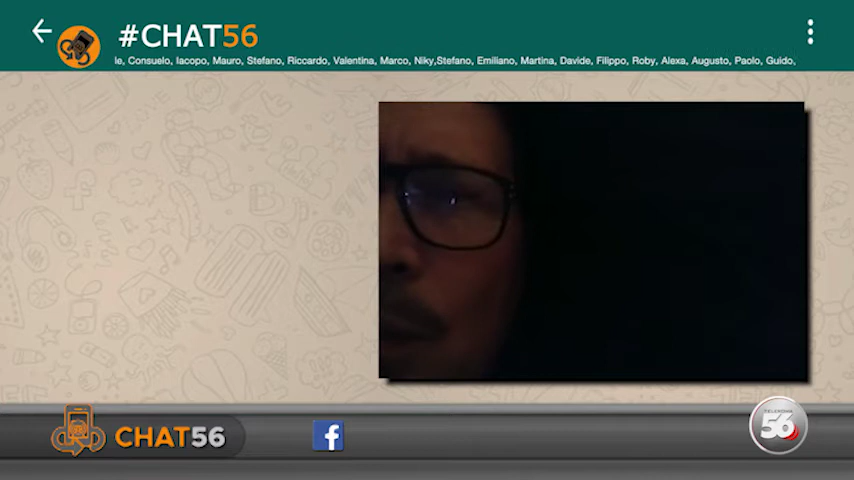 #CHAT56
le, Consuelo, Iacopo, Mauro, Stefano, Riccardo, Valentina, Marco, Niky,Stefano, Emiliano, Martina, Davide, Filippo, Roby, Alexa, Augusto, Paolo, Guido,
CHAT56
TELEROMA
56